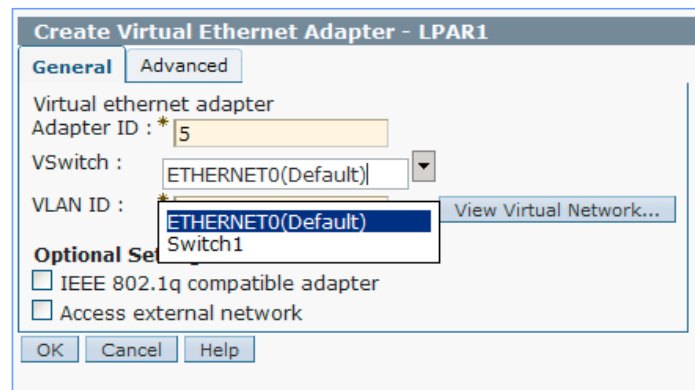 Create Virtual Ethernet Adapter - LPAR1
General Advanced
Virtual ethernet adapter
Adapter ID : * 5
VSwitch : ETHERNET0(Default)
VLAN ID : * View Virtual Network...
ETHERNET0(Default)
Switch1
Optional
IEEE 802.1q compatible adapter
Access external network
OK Cancel Help